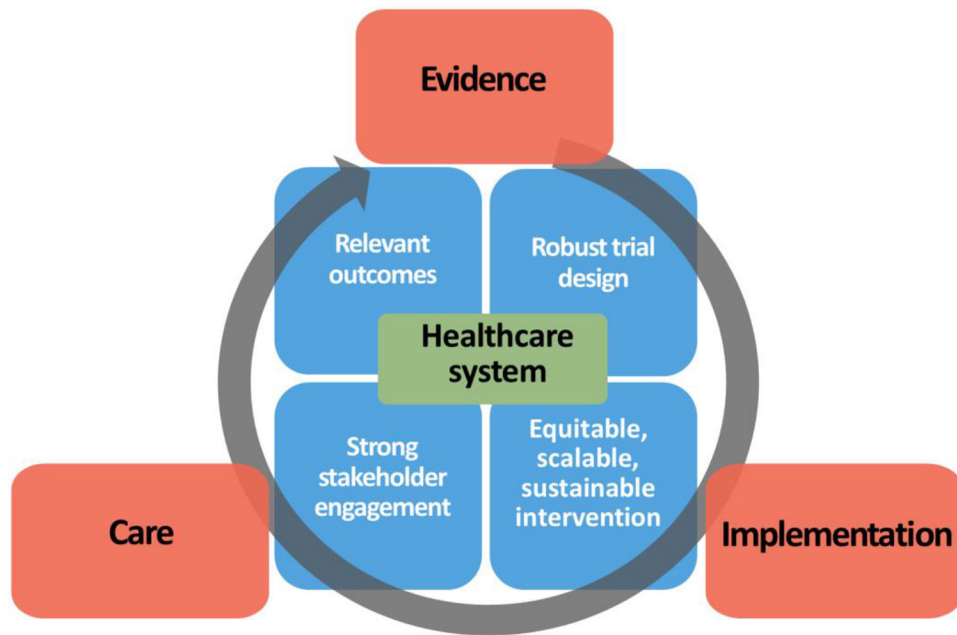 Evidence
Relevant
outcomes
Robust trial
design
Healthcare
system
Strong
stakeholder
engagement
Equitable,
scalable,
sustainable
intervention
Care
Implementation